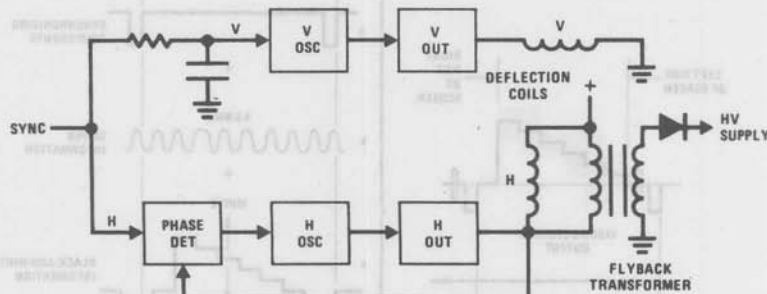 V
V
OSC
V
OUT
V
DEFLECTION
COILS
+
SYNC
HV
SUPPLY
H
H
PHASE
DET.
H
OSC
H
OUT
FLYBACK
TRANSFORMER